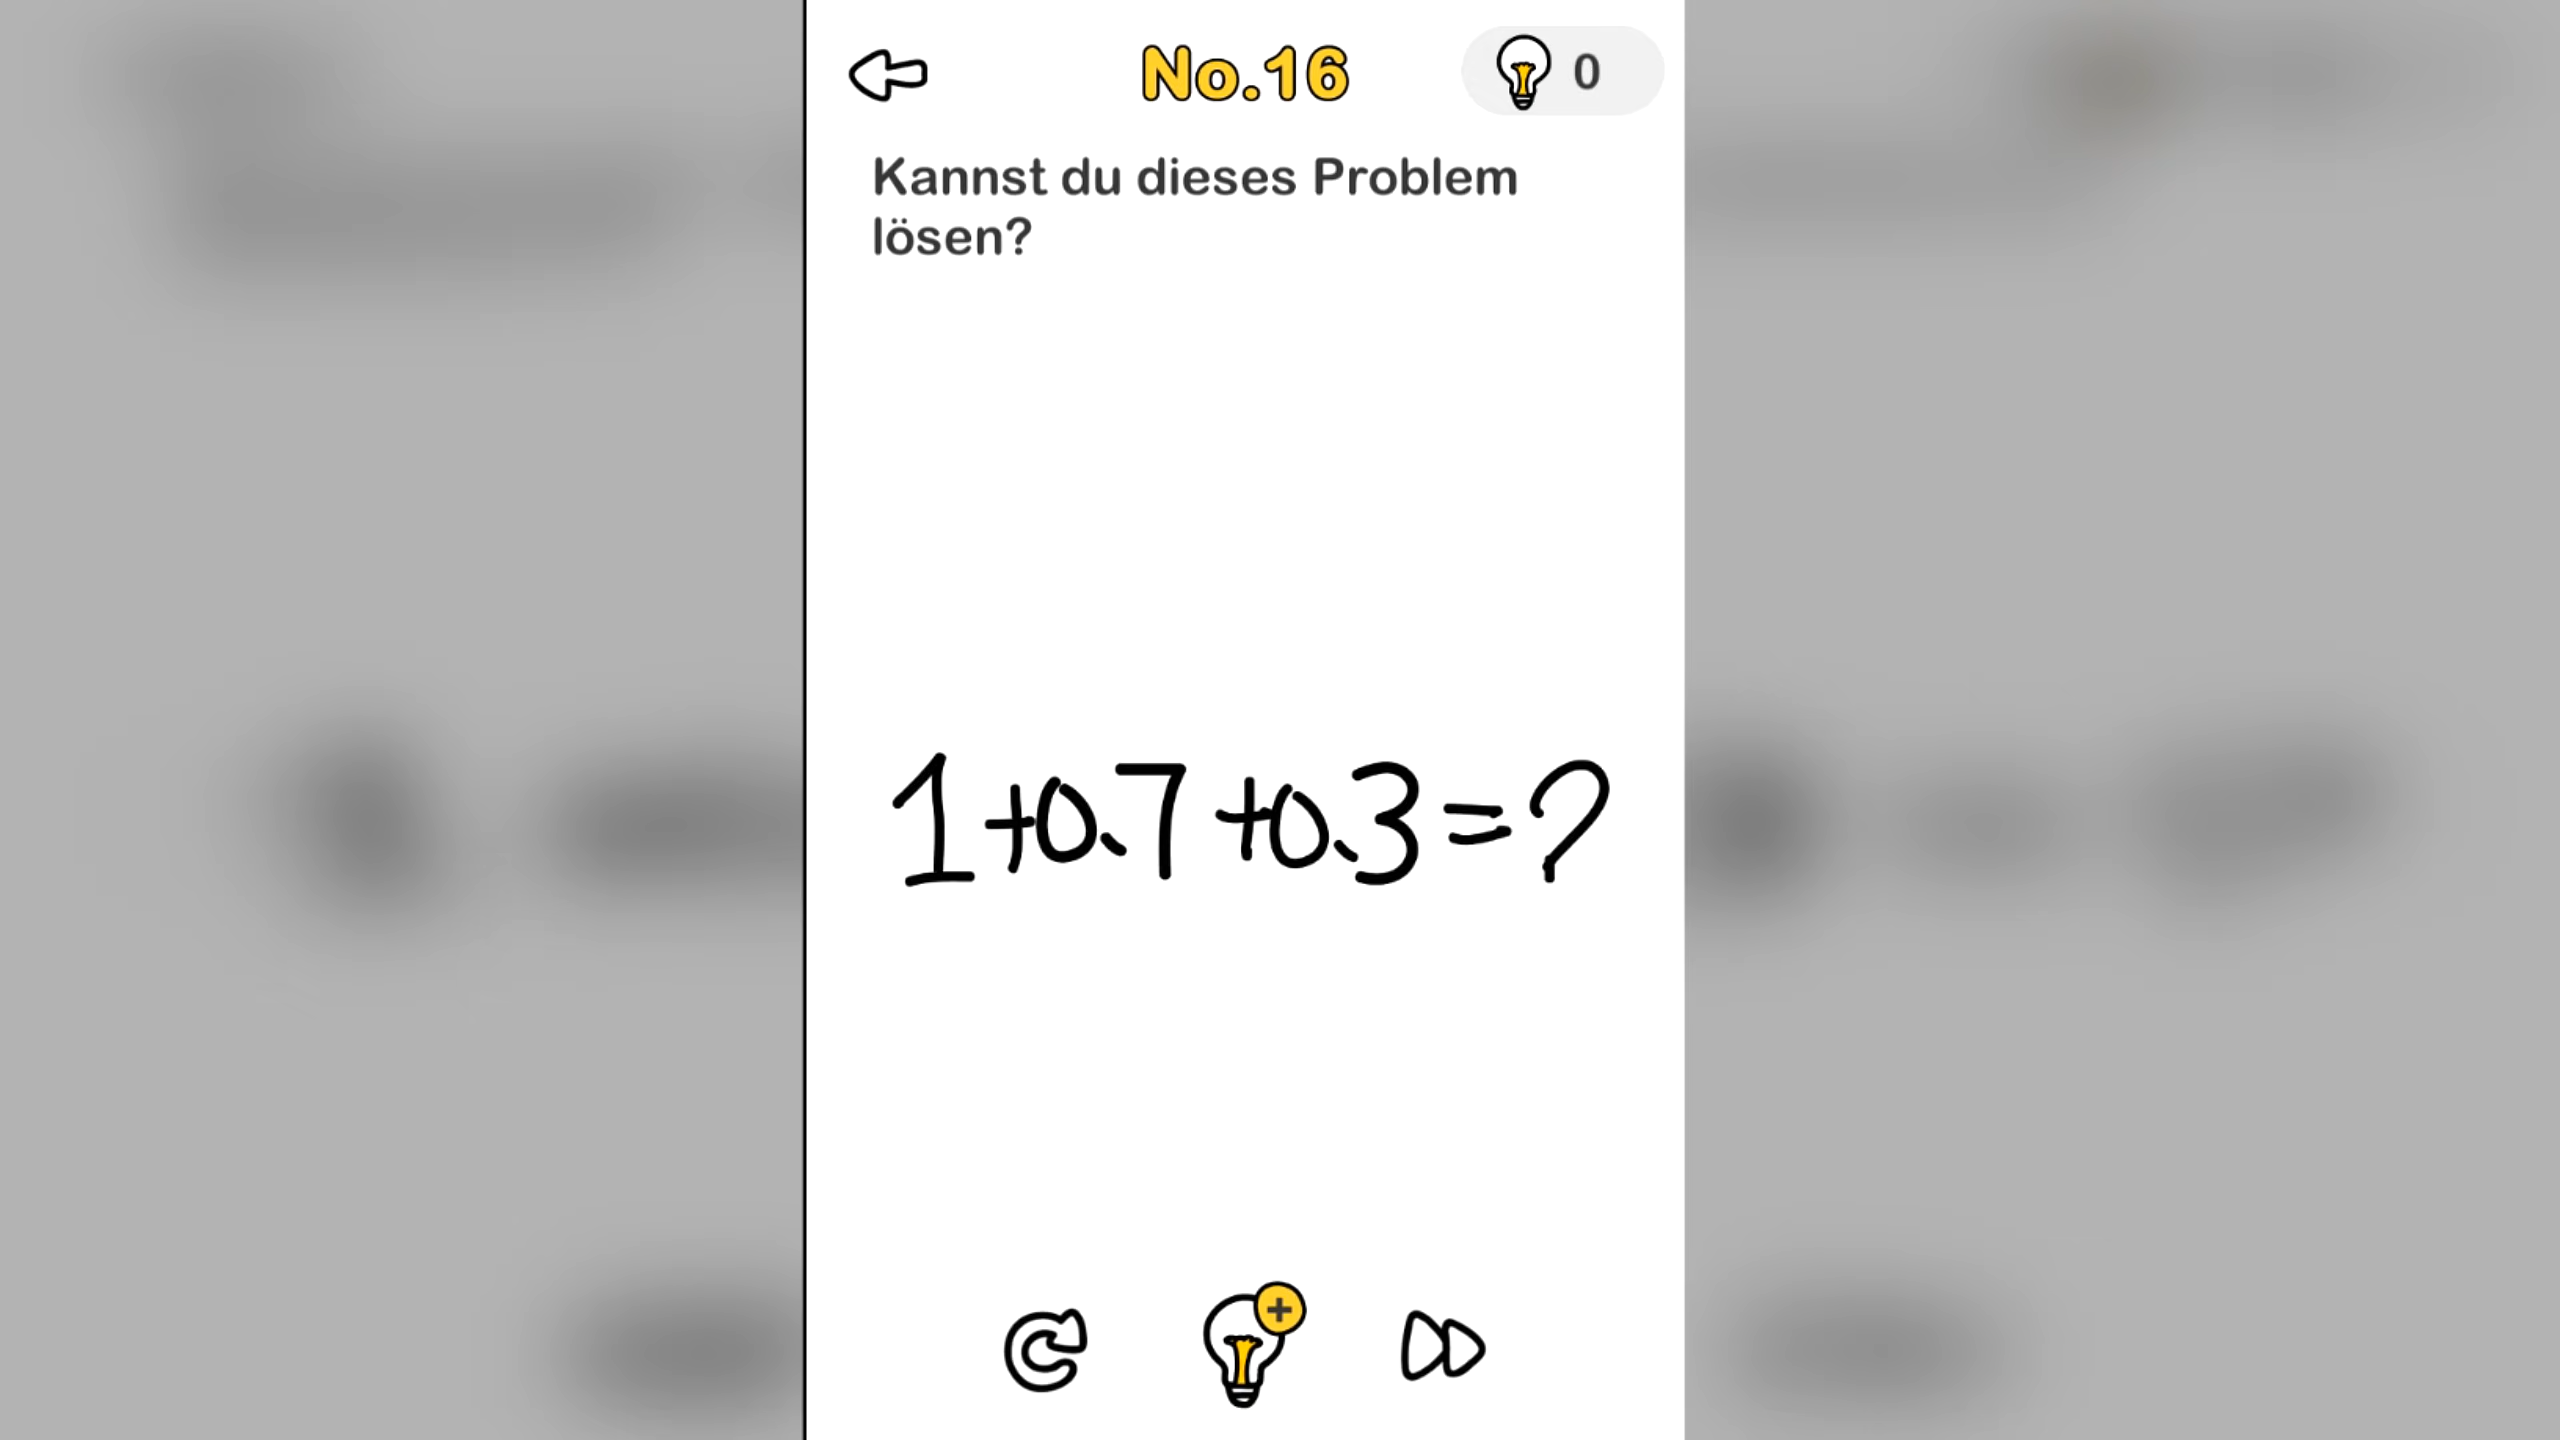 No.16
0
Kannst du dieses Problem
lösen?
1+0.7+0.3=?
+